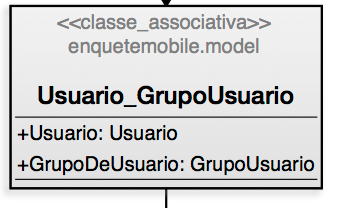 <<classe_associativa>>
enquetemobile.model
Usuario_GrupoUsuario
+Usuario: Usuario
+GrupoDeUsuario: GrupoUsuario